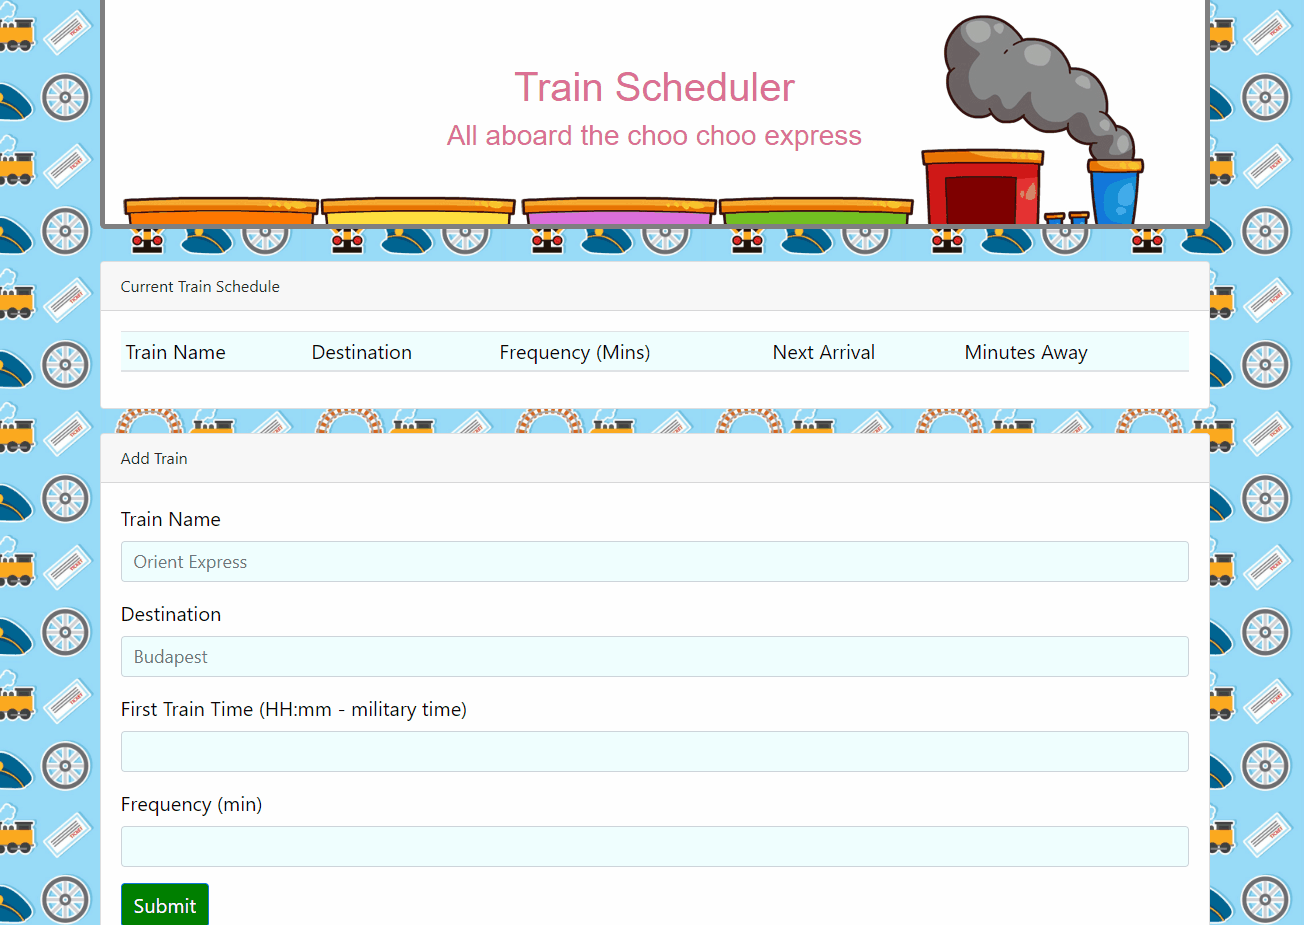 Train Scheduler
All aboard the choo choo express
Current Train Schedule
Train Name Destination Frequency (Mins) Next Arrival Minutes Away
Add Train
Train Name
Orient Express
Destination
Budapest
First Train Time (HH:mm - military time)
Frequency (min)
Submit